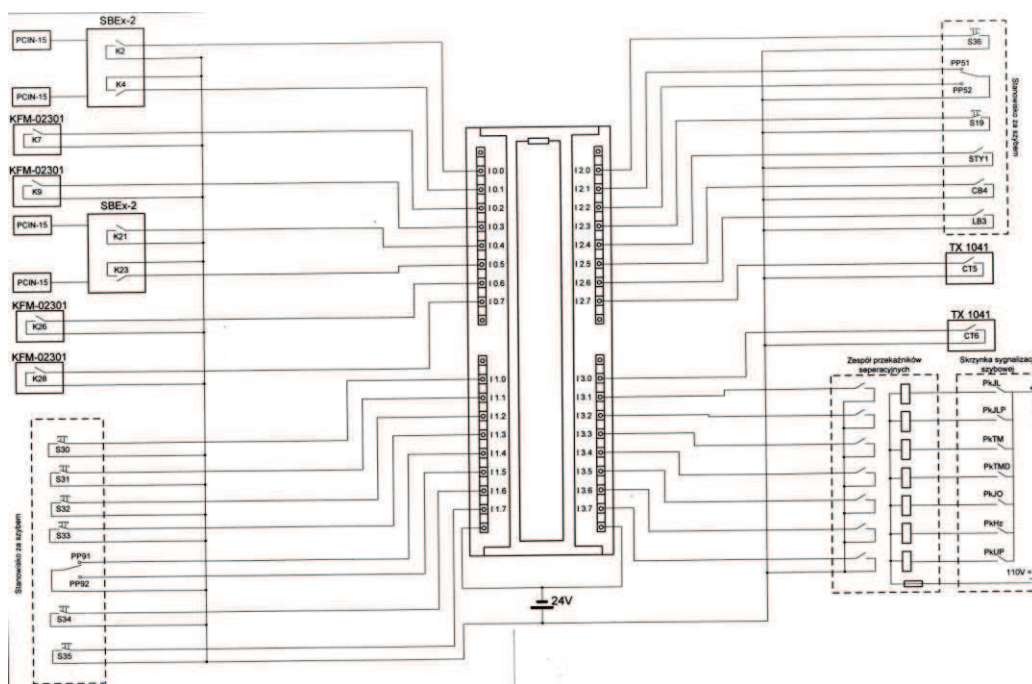 SBEx-2
PCIN-15
K2
K4
PCIN-15
KFM-02301
K7
KFM-02301
K9
SBEx-2
PCIN-15
K21
K23
PCIN-15
KFM-02301
K26
KFM-02301
K28
Stanowisko za szybem
S30
S31
S32
S33
PP91
PP92
S34
S35
I 0.0
I 0.1
I 0.2
I 0.3
I 0.4
I 0.5
I 0.6
I 0.7
I 1.0
I 1.1
I 1.2
I 1.3
I 1.4
I 1.5
I 1.6
I 1.7
I 2.0
I 2.1
I 2.2
I 2.3
I 2.4
I 2.5
I 2.6
I 2.7
I 3.0
I 3.1
I 3.2
I 3.3
I 3.4
I 3.5
I 3.6
I 3.7
24V
S36
PP51
PP52
S19
STY1
CB4
LB3
Stanowisko za szybem
TX 1041
CT5
TX 1041
CT6
Zespół przekaźników
seperacyjnych
Skrzynka sygnalizac
szybowej
PkJL
PkJLP
PkTM
PkTMD
PkJO
PkHz
PkUP
110V =